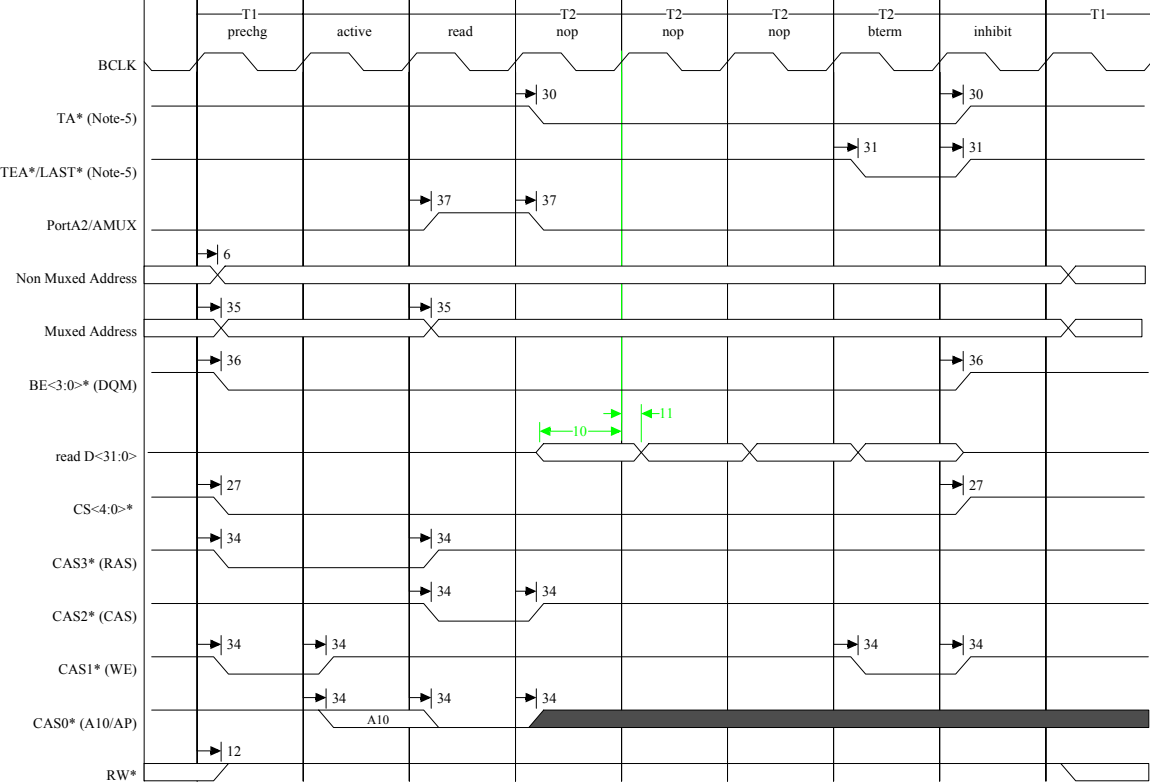 T1 T2 T2 T2 T2 T1
prechg active read nop nop nop bterm inhibit
BCLK
30 30
TA* (Note-5)
31 31
TEA*/LAST* (Note-5)
37 37
PortA2/AMUX
6
Non Muxed Address
35 35
Muxed Address
36 36
BE<3:0>* (DQM)
11
10
read D<31:0>
27 27
CS<4:0>*
34 34
CAS3* (RAS)
34 34
CAS2* (CAS)
34 34 34 34
CAS1* (WE)
34 34 34
A10
CAS0* (A10/AP)
12
RW*